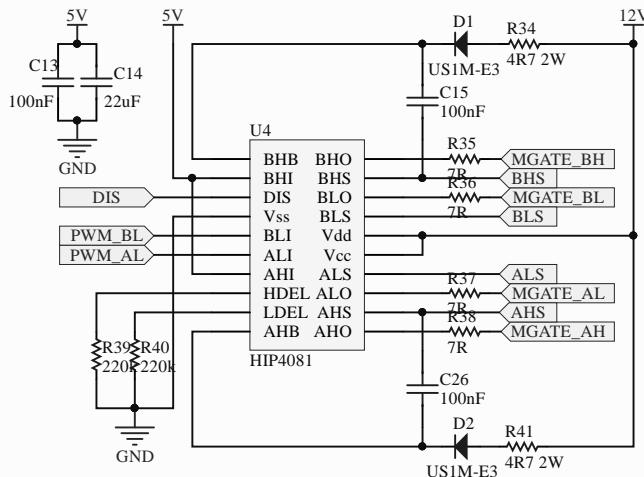 5V
5V
12V
D1
R34
US1M-E3
4R7 2W
C13
C14
100nF
22uF
C15
100nF
GND
U4
BHB
BHO
R35
MGATE_BH
BHI
BHS
7R
BHS
DIS
DIS
BLO
R36
MGATE_BL
Vss
BLS
7R
BLS
PWM_BL
BLI
Vdd
PWM_AL
ALI
Vcc
AHI
ALS
ALS
HDEL
ALO
R37
MGATE_AL
LDEL
AHS
7R
AHS
AHB
AHO
R38
MGATE_AH
7R
R39
R40
220k
220k
HIP4081
C26
100nF
GND
D2
R41
US1M-E3
4R7 2W